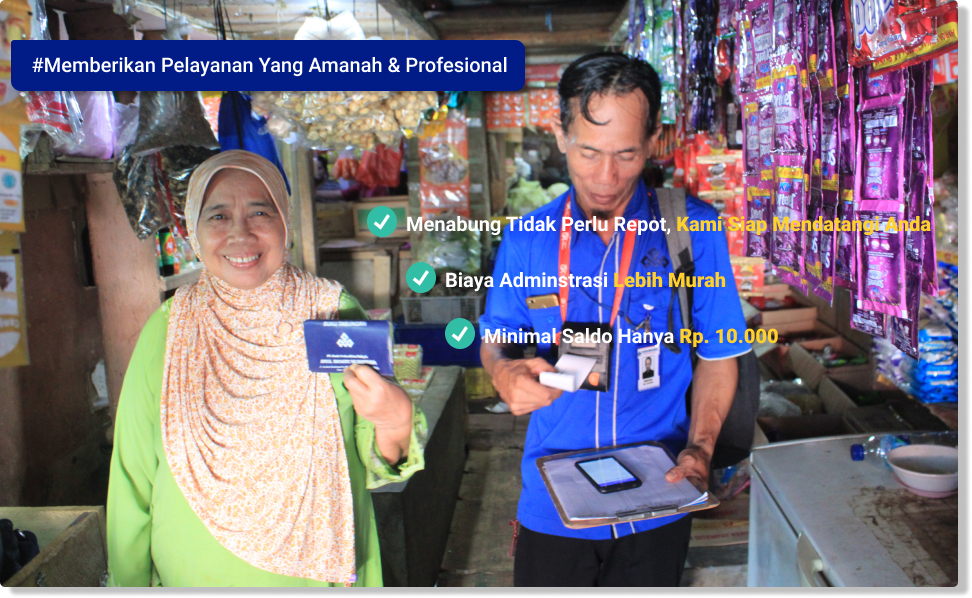 #Memberikan Pelayanan Yang Amanah & Profesional
Menabung Tidak Perlu Repot, Kami Siap Mendatangi Anda
Biaya Adminstrasi Lebih Murah
Minimal Saldo Hanya Rp. 10.000